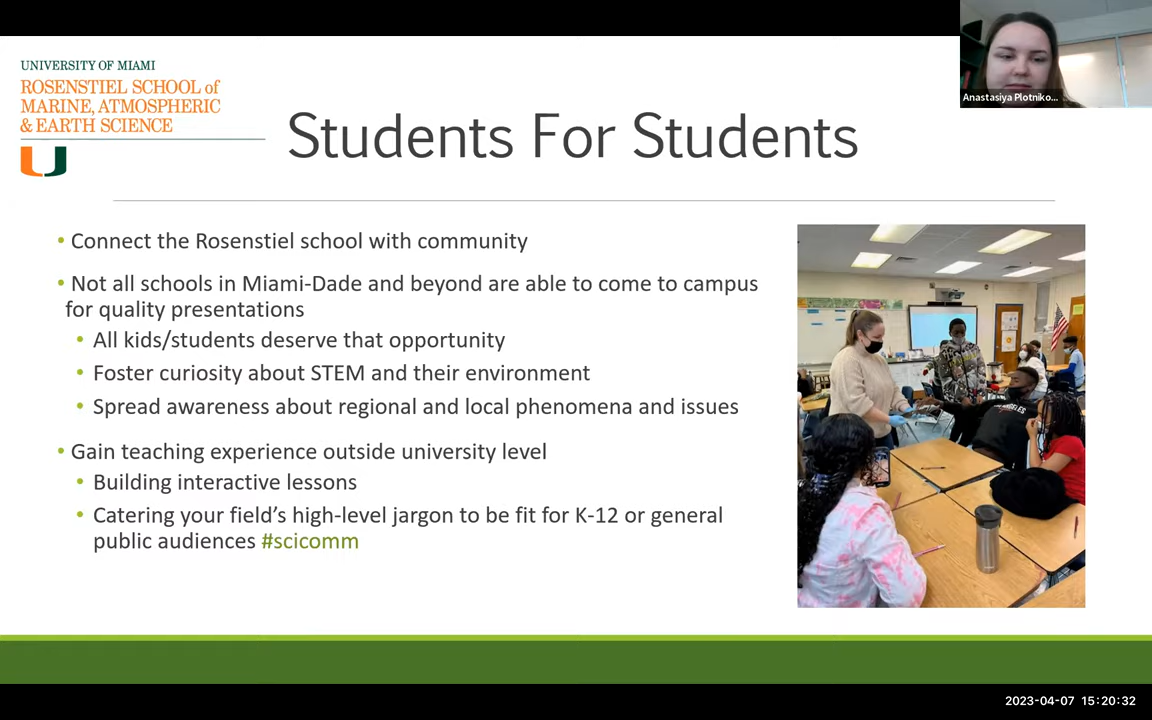 Anastasiya Plotniko...
UNIVERSITY OF MIAMI
ROSENSTIEL SCHOOL of
MARINE, ATMOSPHERIC
& EARTH SCIENCE
Students For Students
• Connect the Rosenstiel school with community
• Not all schools in Miami-Dade and beyond are able to come to campus
for quality presentations
• All kids/students deserve that opportunity
• Foster curiosity about STEM and their environment
• Spread awareness about regional and local phenomena and issues
• Gain teaching experience outside university level
• Building interactive lessons
• Catering your field's high-level jargon to be fit for K-12 or general
public audiences #scicomm
2023-04-07 15:20:32